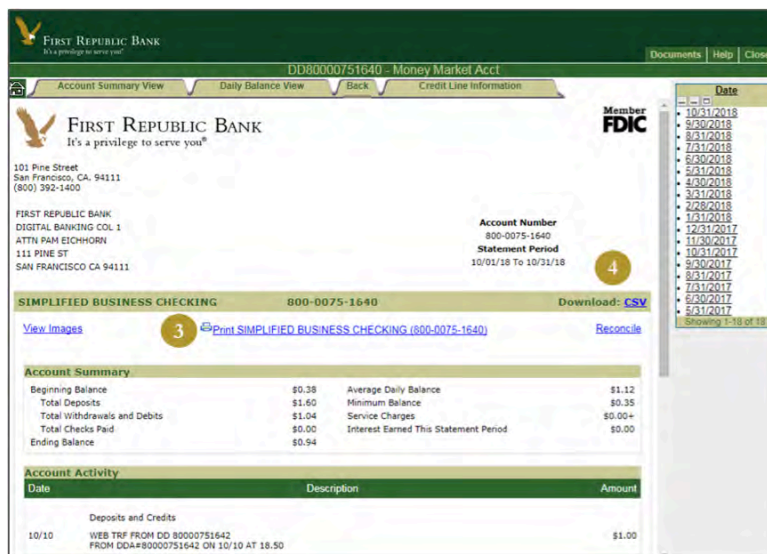 FIRST REPUBLIC BANK
It's a privilege to serve you®
Documents Help Close
DD80000751640 - Money Market Acct
Account Summary View Daily Balance View Back Credit Line Information
FIRST REPUBLIC BANK
It's a privilege to serve you®
Member
FDIC
101 Pine Street
San Francisco, CA. 94111
(800) 392-1400
FIRST REPUBLIC BANK
DIGITAL BANKING COL 1
ATTN PAM EICHHORN
111 PINE ST
SAN FRANCISCO CA 94111
Account Number
800-0075-1640
Statement Period
10/01/18 To 10/31/18
4
SIMPLIFIED BUSINESS CHECKING 800-0075-1640 Download: CSV
View Images 3 Print SIMPLIFIED BUSINESS CHECKING (800-0075-1640) Reconcile
Account Summary
Beginning Balance $0.38 Average Daily Balance $1.12
Total Deposits $1.60 Minimum Balance $0.35
Total Withdrawals and Debits $1.04 Service Charges $0.00+
Total Checks Paid $0.00 Interest Earned This Statement Period $0.00
Ending Balance $0.94
Account Activity
Date Description Amount
Deposits and Credits
10/10 WEB TRF FROM DD 80000751642 $1.00
FROM DDA#80000751642 ON 10/10 AT 18.50
Date
10/31/2018
9/30/2018
8/31/2018
7/31/2018
6/30/2018
5/31/2018
4/30/2018
3/31/2018
2/28/2018
1/31/2018
12/31/2017
11/30/2017
10/31/2017
9/30/2017
8/31/2017
7/31/2017
6/30/2017
5/31/2017
Showing 1-18 of 18